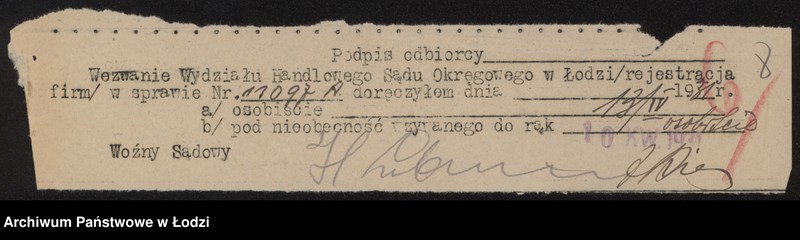 Podpis odbiorcy
8
Wezwanie Wydziału Handlowego Sądu Okręgowego w Łodzi/rejestracja
firm/ w sprawie Nr. 11097 A. doręczyłem dnia 13/IV 1931 r.
a/ osobiście
b/ pod nieobecność wzywanego do rąk osobiście
10 KW. 1931
Woźny Sądowy
Archiwum Państwowe w Łodzi